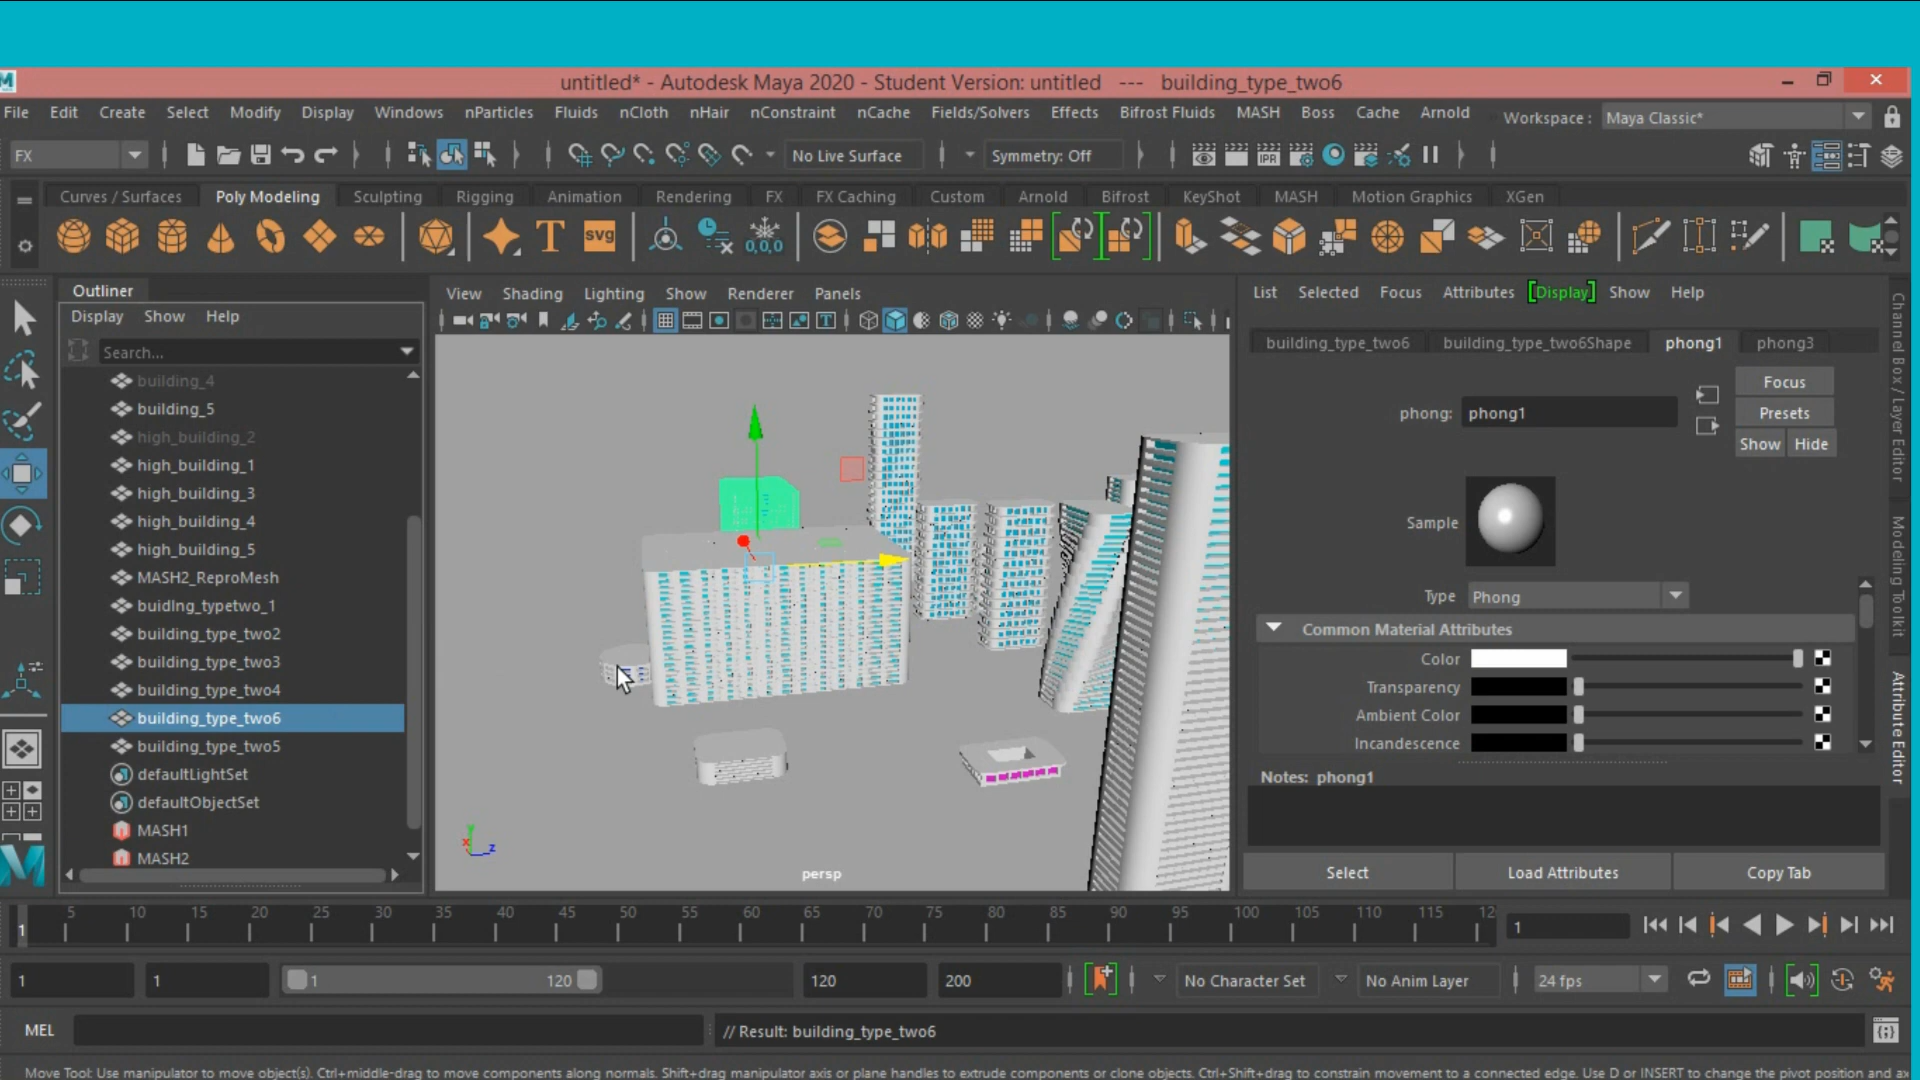 untitled* - Autodesk Maya 2020 - Student Version: untitled --- building_type_two6
File Edit Create Select Modify Display Windows nParticles Fluids nCloth nHair nConstraint nCache Fields/Solvers Effects Bifrost Fluids MASH Boss Cache Arnold Workspace : Maya Classic*
FX No Live Surface Symmetry: Off IPR
Curves / Surfaces Poly Modeling Sculpting Rigging Animation Rendering FX FX Caching Custom Arnold Bifrost KeyShot MASH Motion Graphics XGen
T svg 0,0,0
Outliner
Display Show Help
Search...
building_4
building_5
high_building_2
high_building_1
high_building_3
high_building_4
high_building_5
MASH2_ReproMesh
buidlng_typetwo_1
building_type_two2
building_type_two3
building_type_two4
building_type_two6
building_type_two5
defaultLightSet
defaultObjectSet
MASH1
MASH2
View Shading Lighting Show Renderer Panels
y
x
z
persp
List Selected Focus Attributes Display Show Help
building_type_two6 building_type_two6Shape phong1 phong3
Focus
phong: phong1 Presets
Show Hide
Sample
Type Phong
Common Material Attributes
Color
Transparency
Ambient Color
Incandescence
Notes: phong1
Select Load Attributes Copy Tab
Channel Box / Layer Editor
Modeling Toolkit
Attribute Editor
1 5 10 15 20 25 30 35 40 45 50 55 60 65 70 75 80 85 90 95 100 105 110 115 12 1
1 1 1 120 120 200 No Character Set No Anim Layer 24 fps
MEL // Result: building_type_two6
Move Tool: Use manipulator to move object(s). Ctrl+middle-drag to move components along normals. Shift+drag manipulator axis or plane handles to extrude components or clone objects. Ctrl+Shift+drag to constrain movement to a connected edge. Use D or INSERT to change the pivot position and ax